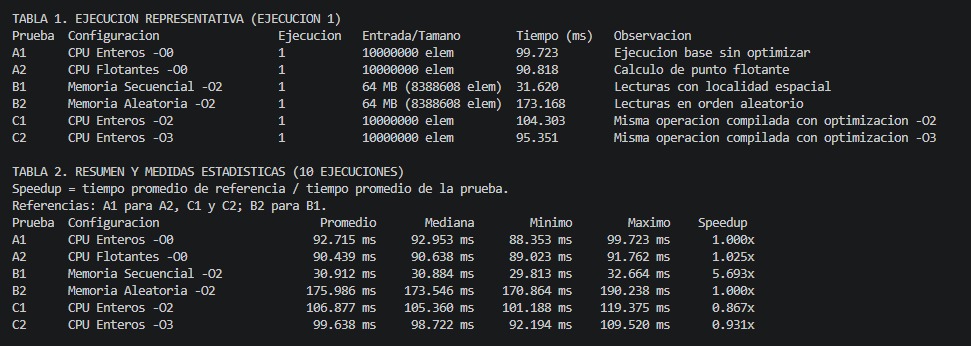 TABLA 1. EJECUCION REPRESENTATIVA (EJECUCION 1)
Prueba Configuracion Ejecucion Entrada/Tamano Tiempo (ms) Observacion
A1 CPU Enteros -O0 1 10000000 elem 99.723 Ejecucion base sin optimizar
A2 CPU Flotantes -O0 1 10000000 elem 90.818 Calculo de punto flotante
B1 Memoria Secuencial -O2 1 64 MB (8388608 elem) 31.620 Lecturas con localidad espacial
B2 Memoria Aleatoria -O2 1 64 MB (8388608 elem) 173.168 Lecturas en orden aleatorio
C1 CPU Enteros -O2 1 10000000 elem 104.303 Misma operacion compilada con optimizacion -O2
C2 CPU Enteros -O3 1 10000000 elem 95.351 Misma operacion compilada con optimizacion -O3
TABLA 2. RESUMEN Y MEDIDAS ESTADISTICAS (10 EJECUCIONES)
Speedup = tiempo promedio de referencia / tiempo promedio de la prueba.
Referencias: A1 para A2, C1 y C2; B2 para B1.
Prueba Configuracion Promedio Mediana Minimo Maximo Speedup
A1 CPU Enteros -O0 92.715 ms 92.953 ms 88.353 ms 99.723 ms 1.000x
A2 CPU Flotantes -O0 90.439 ms 90.638 ms 89.023 ms 91.762 ms 1.025x
B1 Memoria Secuencial -O2 30.912 ms 30.884 ms 29.813 ms 32.664 ms 5.693x
B2 Memoria Aleatoria -O2 175.986 ms 173.546 ms 170.864 ms 190.238 ms 1.000x
C1 CPU Enteros -O2 106.877 ms 105.360 ms 101.188 ms 119.375 ms 0.867x
C2 CPU Enteros -O3 99.638 ms 98.722 ms 92.194 ms 109.520 ms 0.931x